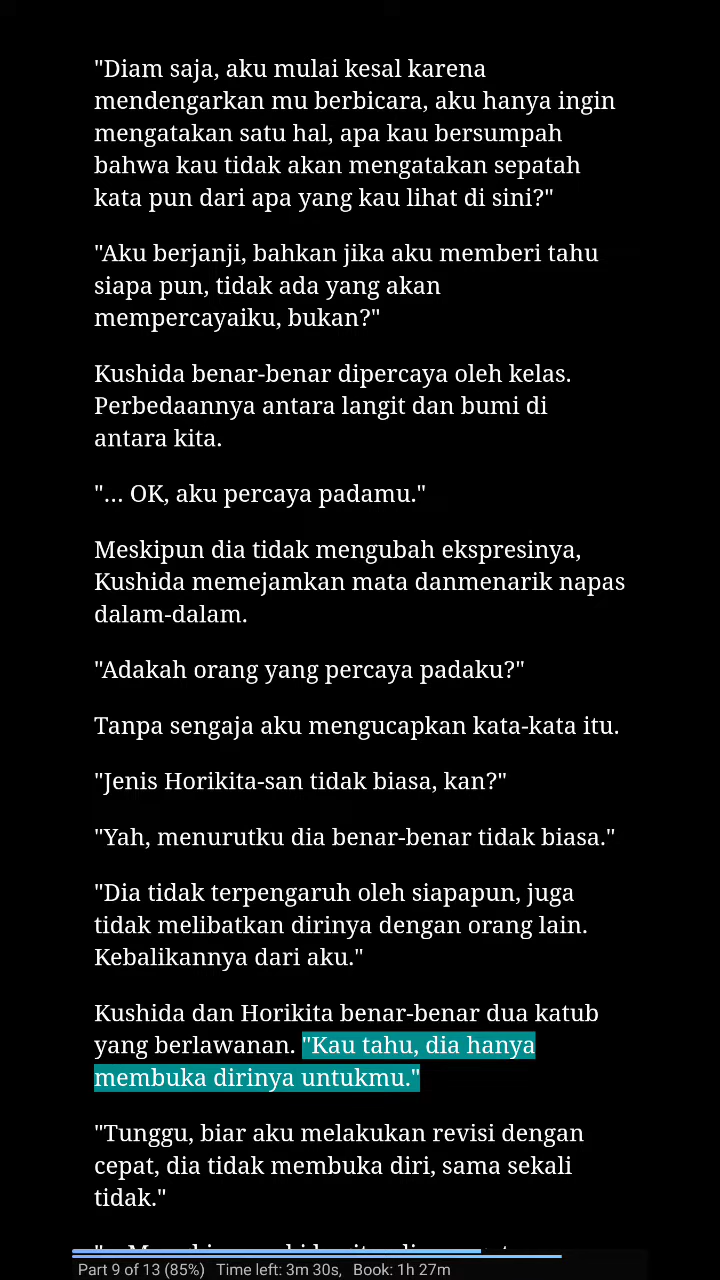 "Diam saja, aku mulai kesal karena
mendengarkan mu berbicara, aku hanya ingin
mengatakan satu hal, apa kau bersumpah
bahwa kau tidak akan mengatakan sepatah
kata pun dari apa yang kau lihat di sini?"
"Aku berjanji, bahkan jika aku memberi tahu
siapa pun, tidak ada yang akan
mempercayaiku, bukan?"
Kushida benar-benar dipercaya oleh kelas.
Perbedaannya antara langit dan bumi di
antara kita.
"... OK, aku percaya padamu."
Meskipun dia tidak mengubah ekspresinya,
Kushida memejamkan mata danmenarik napas
dalam-dalam.
"Adakah orang yang percaya padaku?"
Tanpa sengaja aku mengucapkan kata-kata itu.
"Jenis Horikita-san tidak biasa, kan?"
"Yah, menurutku dia benar-benar tidak biasa."
"Dia tidak terpengaruh oleh siapapun, juga
tidak melibatkan dirinya dengan orang lain.
Kebalikannya dari aku."
Kushida dan Horikita benar-benar dua katub
yang berlawanan. "Kau tahu, dia hanya
membuka dirinya untukmu."
"Tunggu, biar aku melakukan revisi dengan
cepat, dia tidak membuka diri, sama sekali
tidak."
Part 9 of 13 (85%) Time left: 3m 30s, Book: 1h 27m